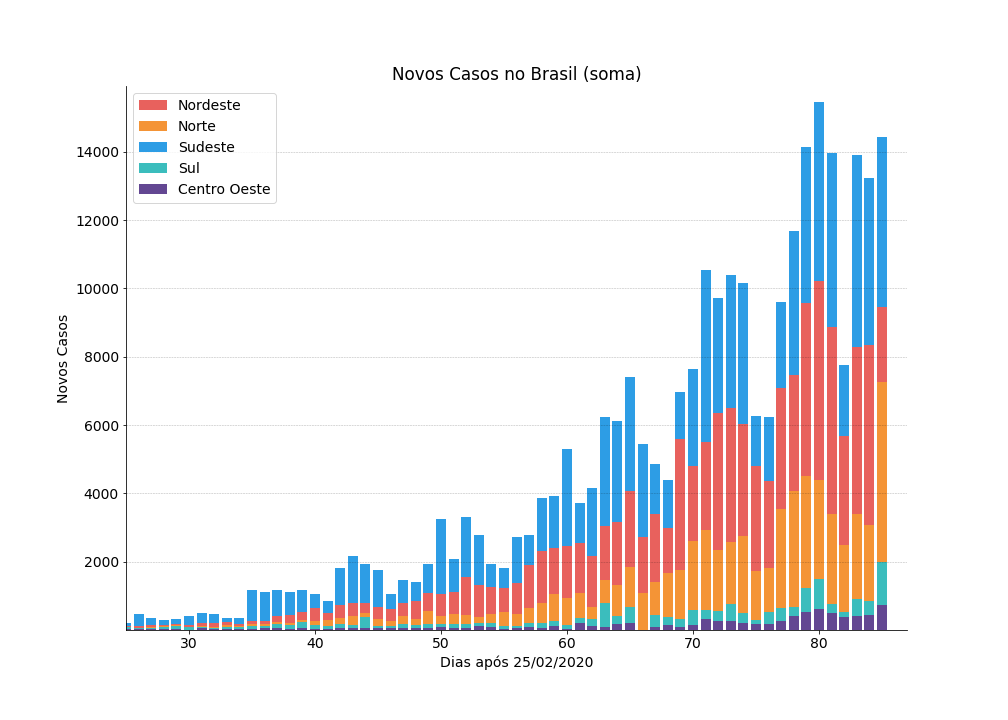 Novos Casos no Brasil (soma)
Nordeste
Norte
Sudeste
Sul
Centro Oeste
14000
12000
10000
8000
6000
4000
2000
Novos Casos
30 40 50 60 70 80
Dias após 25/02/2020